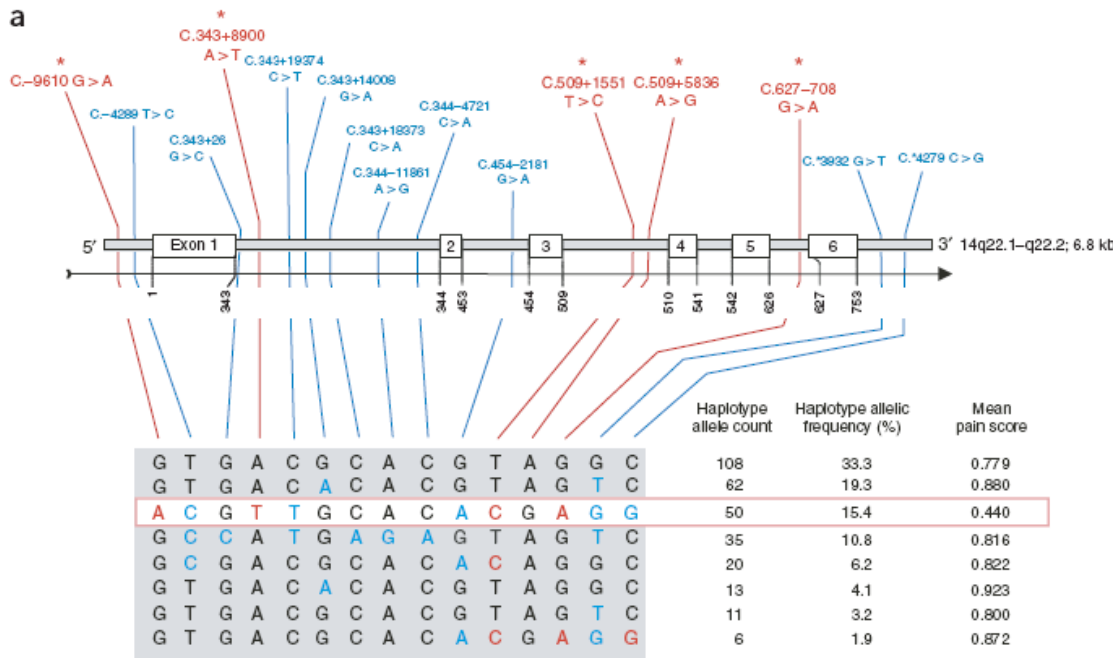 a
*
C.–9610 G > A
C.–4289 T > C
C.343+26
G > C
*
C.343+8900
A > T
C.343+19374
C > T
C.343+14008
G > A
C.343+18373
C > A
C.344–11861
A > G
C.344–4721
C > A
C.454–2181
G > A
*
C.509+1551
T > C
*
C.509+5836
A > G
*
C.627–708
G > A
C.*3932 G > T
C.*4279 C > G
5′ Exon 1 2 3 4 5 6 3′ 14q22.1–q22.2; 6.8 kb
1 343 344 453 454 509 510 541 542 626 627 753
Haplotype allele count
Haplotype allelic frequency (%)
Mean pain score
G T G A C G C A C G T A G G C 108 33.3 0.779
G T G A C A C A C G T A G T C 62 19.3 0.880
A C G T T G C A C A C G A G G 50 15.4 0.440
G C C A T G A G A G T A G T C 35 10.8 0.816
G C G A C G C A C A C A G G C 20 6.2 0.822
G T G A C A C A C G T A G G C 13 4.1 0.923
G T G A C G C A C G T A G T C 11 3.2 0.800
G T G A C G C A C A C G A G G 6 1.9 0.872